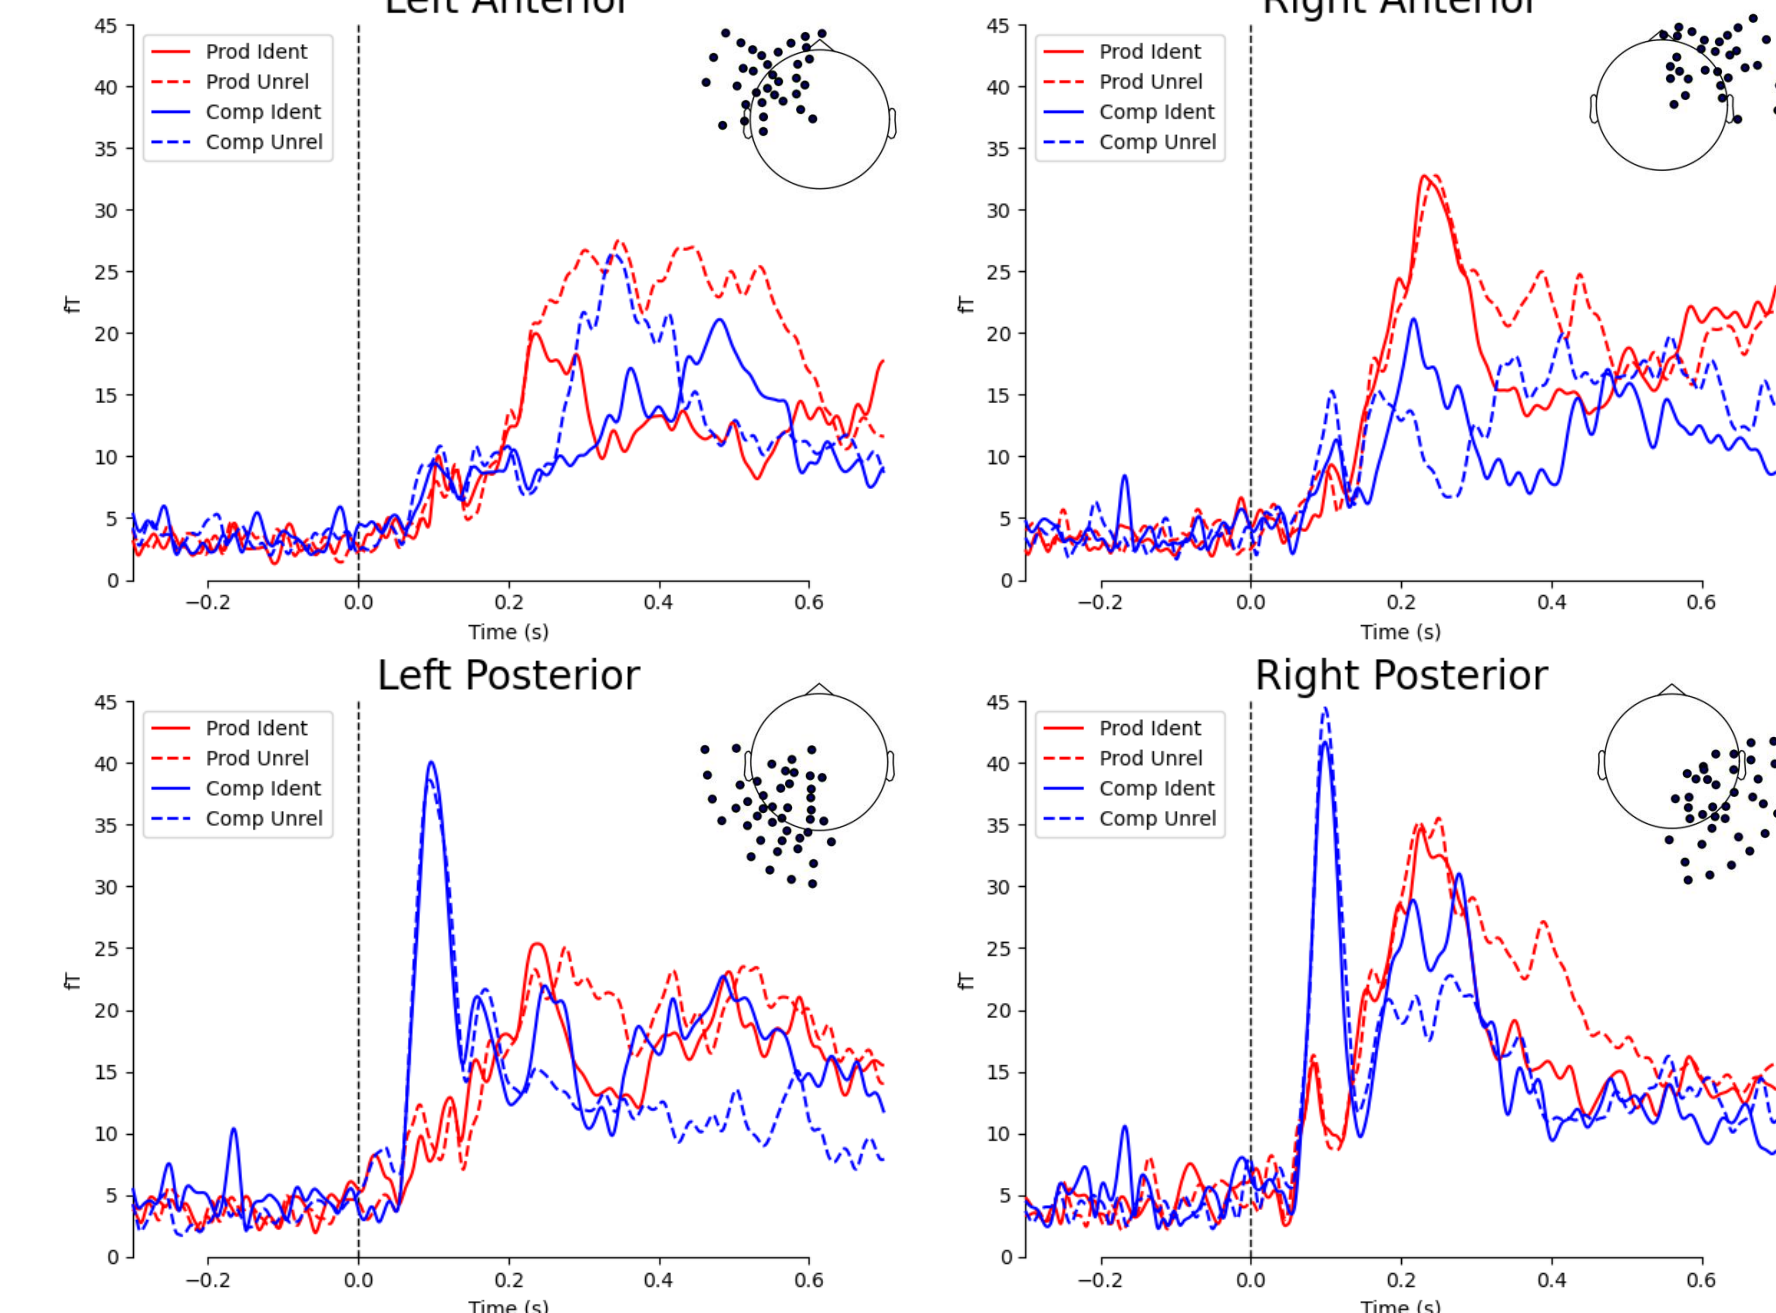 Left Anterior
Right Anterior
45
40
35
30
25
20
15
10
5
0
fT
Prod Ident
Prod Unrel
Comp Ident
Comp Unrel
−0.2
0.0
0.2
0.4
0.6
Time (s)
45
40
35
30
25
20
15
10
5
0
fT
Prod Ident
Prod Unrel
Comp Ident
Comp Unrel
−0.2
0.0
0.2
0.4
0.6
Time (s)
Left Posterior
45
40
35
30
25
20
15
10
5
0
fT
Prod Ident
Prod Unrel
Comp Ident
Comp Unrel
−0.2
0.0
0.2
0.4
0.6
Time (s)
Right Posterior
45
40
35
30
25
20
15
10
5
0
fT
Prod Ident
Prod Unrel
Comp Ident
Comp Unrel
−0.2
0.0
0.2
0.4
0.6
Time (s)